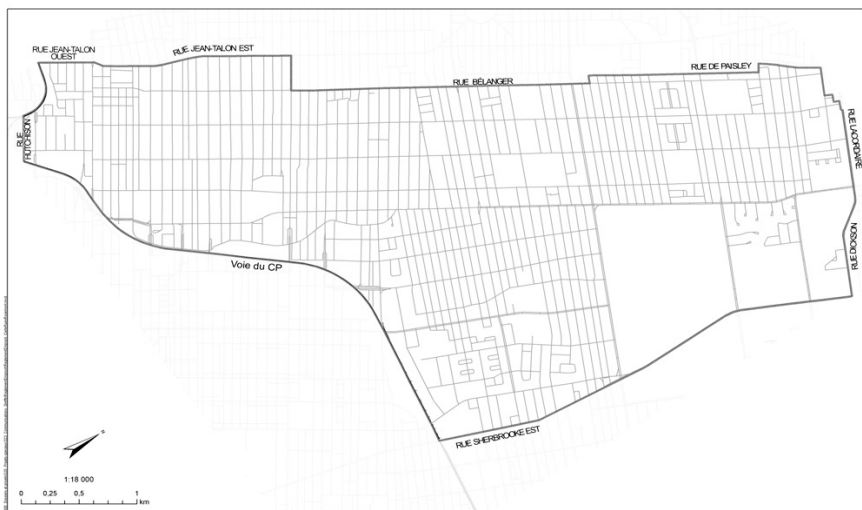 RUE JEAN-TALON
OUEST
RUE JEAN-TALON EST
RUE BÉLANGER
RUE DE PAISLEY
RUE
HUTCHISON
RUE LACORDAIRE
RUE DICKSON
Voie du CP
RUE SHERBROOKE EST
1:18 000
0 0,25 0,5 1
km